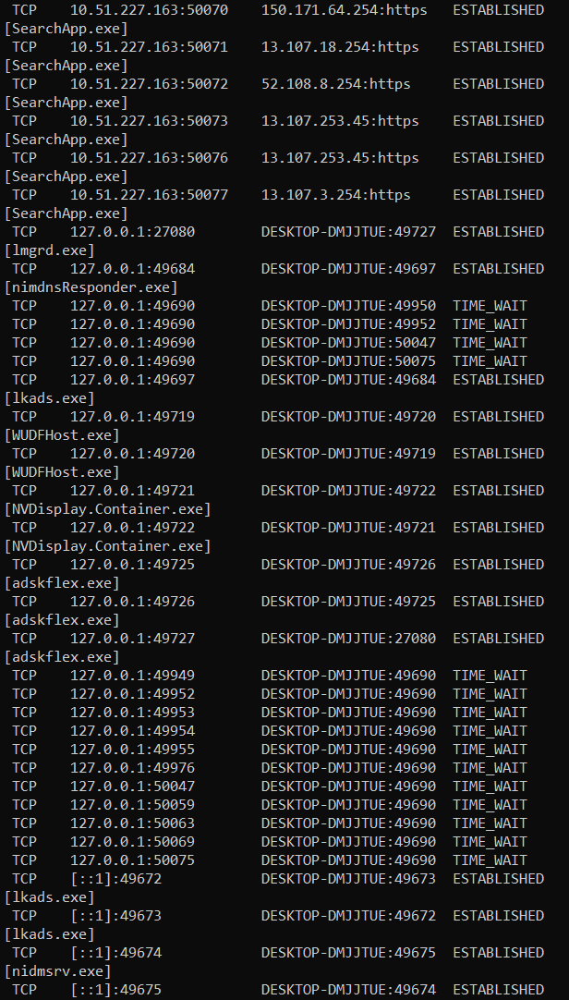 TCP 10.51.227.163:50070 150.171.64.254:https ESTABLISHED
[SearchApp.exe]
TCP 10.51.227.163:50071 13.107.18.254:https ESTABLISHED
[SearchApp.exe]
TCP 10.51.227.163:50072 52.108.8.254:https ESTABLISHED
[SearchApp.exe]
TCP 10.51.227.163:50073 13.107.253.45:https ESTABLISHED
[SearchApp.exe]
TCP 10.51.227.163:50076 13.107.253.45:https ESTABLISHED
[SearchApp.exe]
TCP 10.51.227.163:50077 13.107.3.254:https ESTABLISHED
[SearchApp.exe]
TCP 127.0.0.1:27080 DESKTOP-DMJJTUE:49727 ESTABLISHED
[lmgrd.exe]
TCP 127.0.0.1:49684 DESKTOP-DMJJTUE:49697 ESTABLISHED
[nimdnsResponder.exe]
TCP 127.0.0.1:49690 DESKTOP-DMJJTUE:49950 TIME_WAIT
TCP 127.0.0.1:49690 DESKTOP-DMJJTUE:49952 TIME_WAIT
TCP 127.0.0.1:49690 DESKTOP-DMJJTUE:50047 TIME_WAIT
TCP 127.0.0.1:49690 DESKTOP-DMJJTUE:50075 TIME_WAIT
TCP 127.0.0.1:49697 DESKTOP-DMJJTUE:49684 ESTABLISHED
[lkads.exe]
TCP 127.0.0.1:49719 DESKTOP-DMJJTUE:49720 ESTABLISHED
[WUDFHost.exe]
TCP 127.0.0.1:49720 DESKTOP-DMJJTUE:49719 ESTABLISHED
[WUDFHost.exe]
TCP 127.0.0.1:49721 DESKTOP-DMJJTUE:49722 ESTABLISHED
[NVDisplay.Container.exe]
TCP 127.0.0.1:49722 DESKTOP-DMJJTUE:49721 ESTABLISHED
[NVDisplay.Container.exe]
TCP 127.0.0.1:49725 DESKTOP-DMJJTUE:49726 ESTABLISHED
[adskflex.exe]
TCP 127.0.0.1:49726 DESKTOP-DMJJTUE:49725 ESTABLISHED
[adskflex.exe]
TCP 127.0.0.1:49727 DESKTOP-DMJJTUE:27080 ESTABLISHED
[adskflex.exe]
TCP 127.0.0.1:49949 DESKTOP-DMJJTUE:49690 TIME_WAIT
TCP 127.0.0.1:49952 DESKTOP-DMJJTUE:49690 TIME_WAIT
TCP 127.0.0.1:49953 DESKTOP-DMJJTUE:49690 TIME_WAIT
TCP 127.0.0.1:49954 DESKTOP-DMJJTUE:49690 TIME_WAIT
TCP 127.0.0.1:49955 DESKTOP-DMJJTUE:49690 TIME_WAIT
TCP 127.0.0.1:49976 DESKTOP-DMJJTUE:49690 TIME_WAIT
TCP 127.0.0.1:50047 DESKTOP-DMJJTUE:49690 TIME_WAIT
TCP 127.0.0.1:50059 DESKTOP-DMJJTUE:49690 TIME_WAIT
TCP 127.0.0.1:50063 DESKTOP-DMJJTUE:49690 TIME_WAIT
TCP 127.0.0.1:50069 DESKTOP-DMJJTUE:49690 TIME_WAIT
TCP 127.0.0.1:50075 DESKTOP-DMJJTUE:49690 TIME_WAIT
TCP [::1]:49672 DESKTOP-DMJJTUE:49673 ESTABLISHED
[lkads.exe]
TCP [::1]:49673 DESKTOP-DMJJTUE:49672 ESTABLISHED
[lkads.exe]
TCP [::1]:49674 DESKTOP-DMJJTUE:49675 ESTABLISHED
[nidmsrv.exe]
TCP [::1]:49675 DESKTOP-DMJJTUE:49674 ESTABLISHED